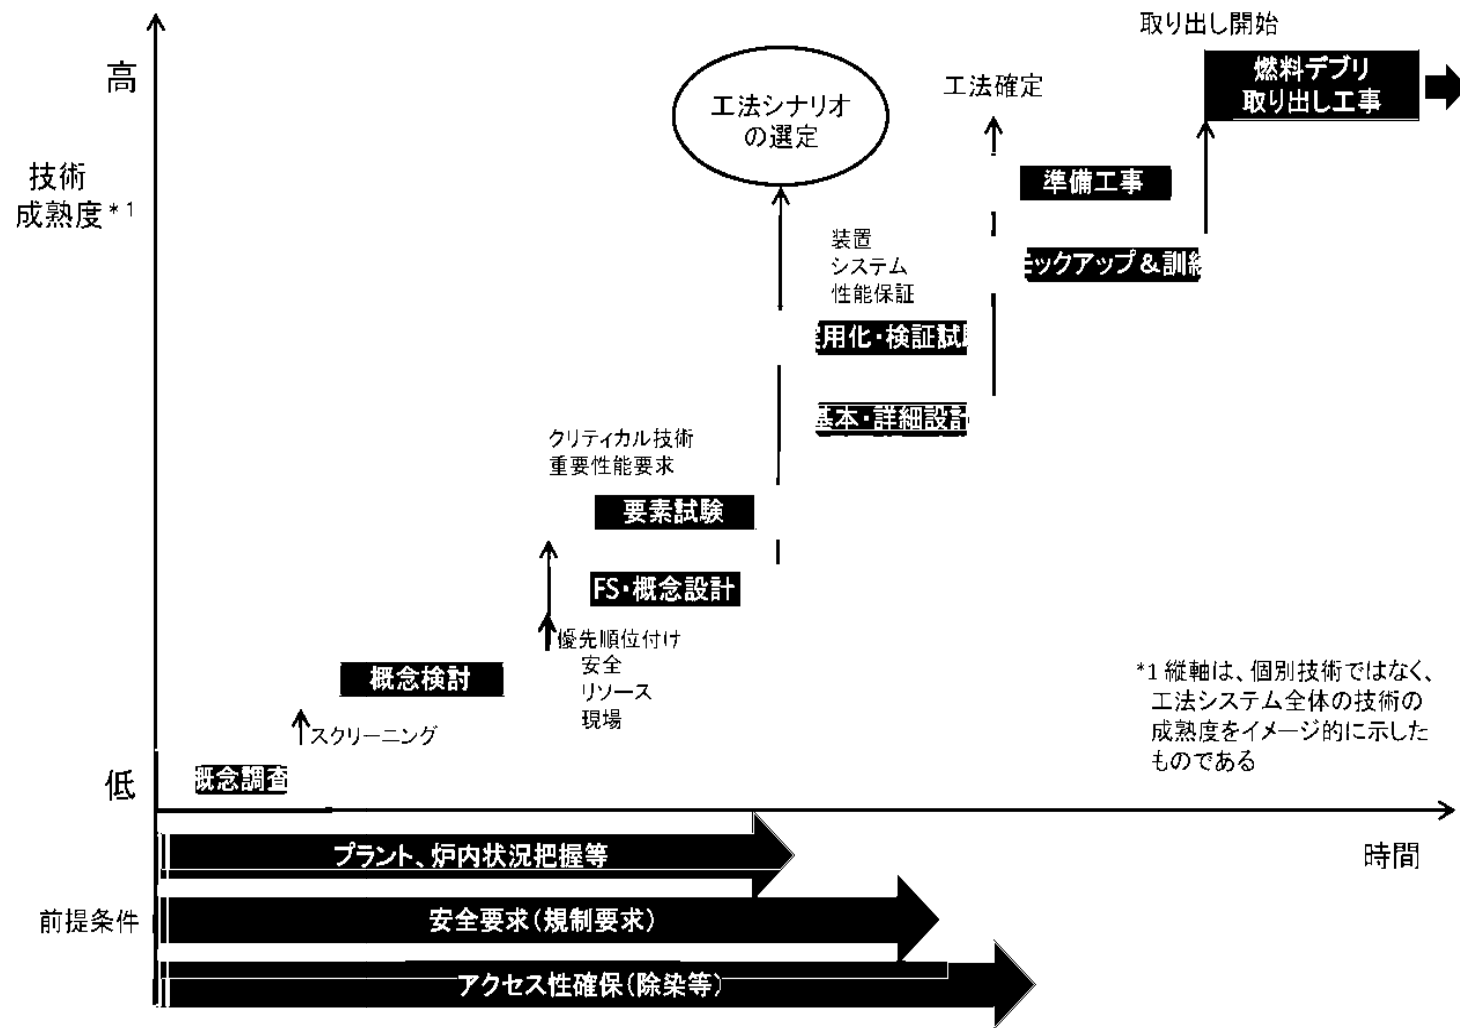 取り出し開始
燃料デブリ
取り出し工事
高
工法確定
工法シナリオ
の選定
技術
成熟度*1
準備工事
装置
システム
性能保証
モックアップ&訓練
実用化・検証試験
基本・詳細設計
クリティカル技術
重要性能要求
要素試験
FS・概念設計
優先順位付け
安全
リソース
現場
概念検討
スクリーニング
*1 縦軸は、個別技術ではなく、
工法システム全体の技術の
成熟度をイメージ的に示した
ものである
低
概念調査
時間
プラント、炉内状況把握等
前提条件
安全要求(規制要求)
アクセス性確保(除染等)